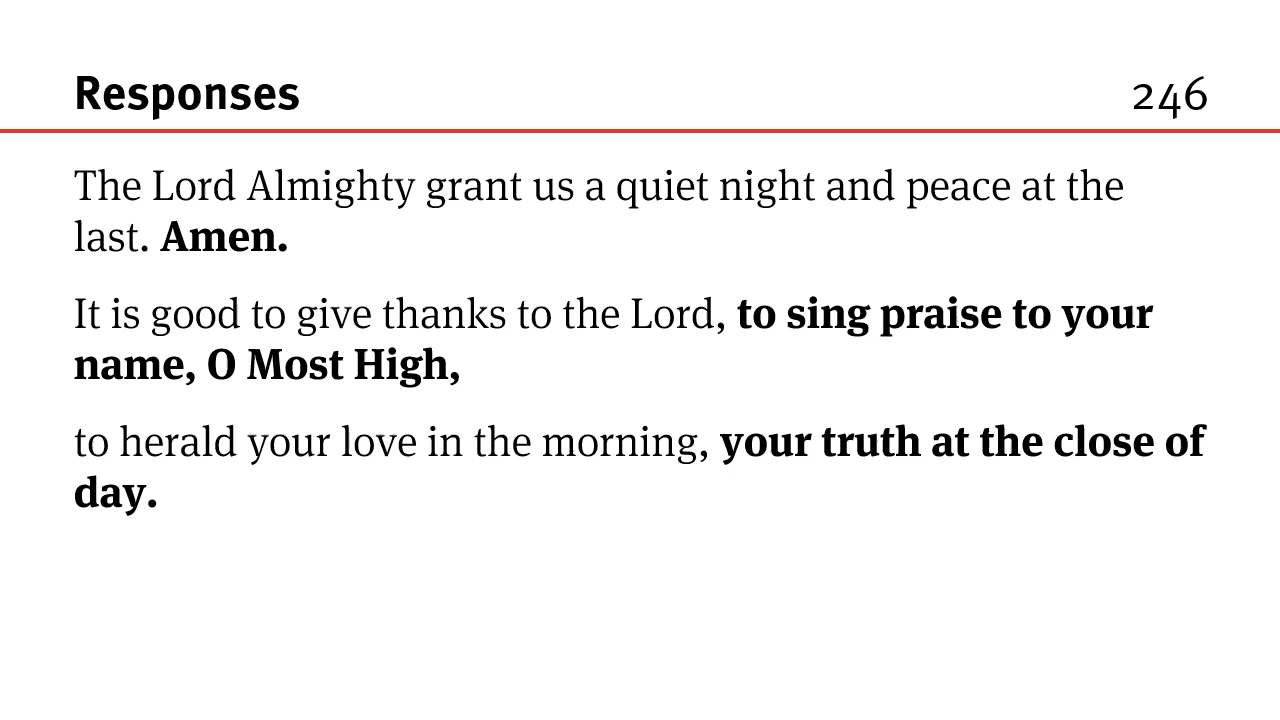 Responses 246
The Lord Almighty grant us a quiet night and peace at the
last. Amen.
It is good to give thanks to the Lord, to sing praise to your
name, O Most High,
to herald your love in the morning, your truth at the close of
day.